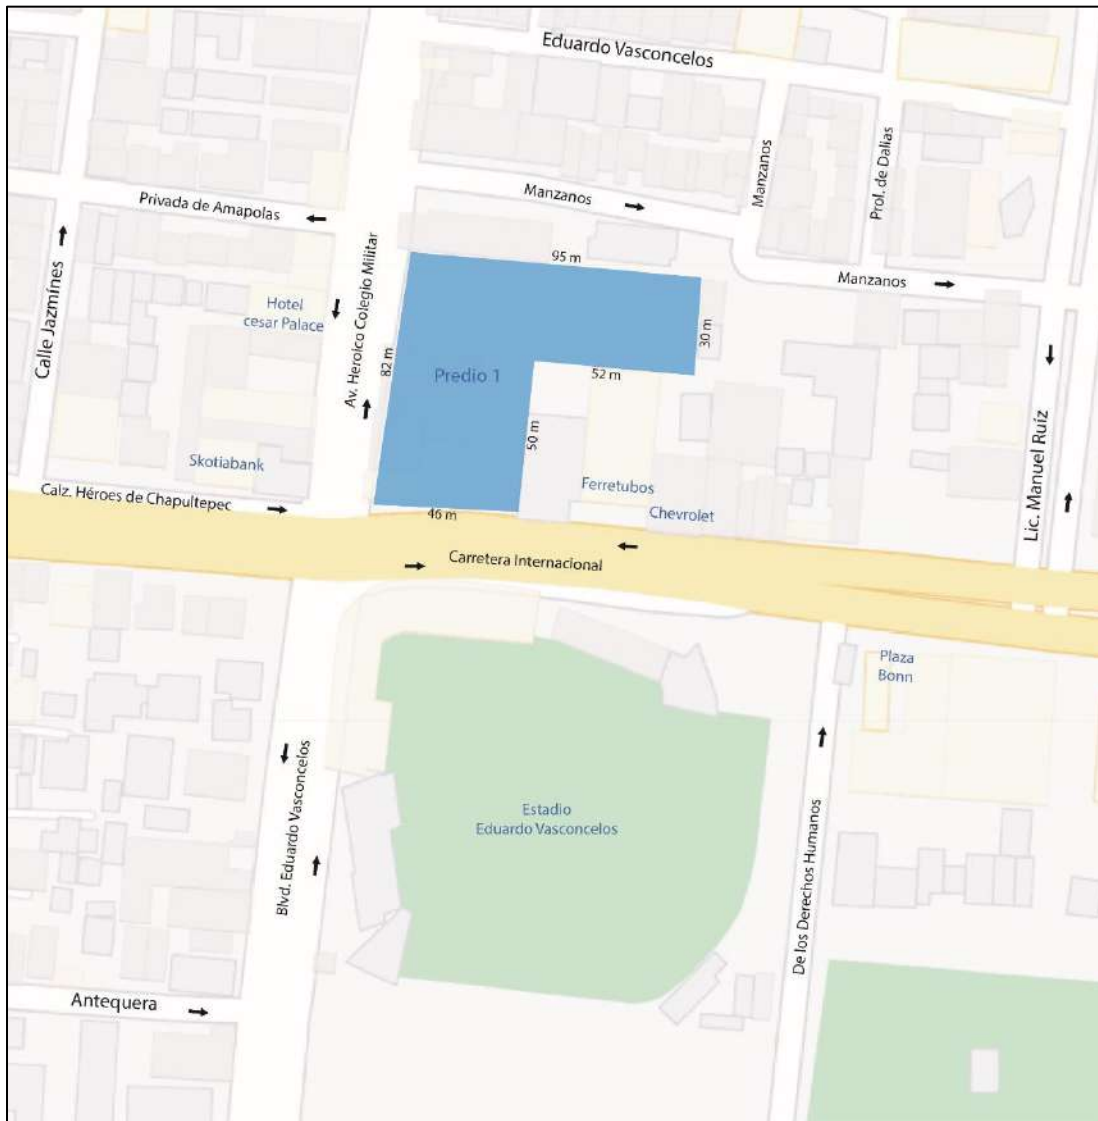 Eduardo Vasconcelos
Manzanos
Prol. de Dalias
Manzanos
Privada de Amapolas
Calle Jazmínes
Av. Heroico Colegio Militar
95 m
Manzanos
Hotel
cesar Palace
30 m
82 m
Predio 1
52 m
50 m
Skotiabank
Lic. Manuel Ruíz
Ferretubos
Calz. Héroes de Chapultepec
46 m
Chevrolet
Carretera Internacional
Plaza
Bonn
Blvd. Eduardo Vasconcelos
Estadio
Eduardo Vasconcelos
De los Derechos Humanos
Antequera